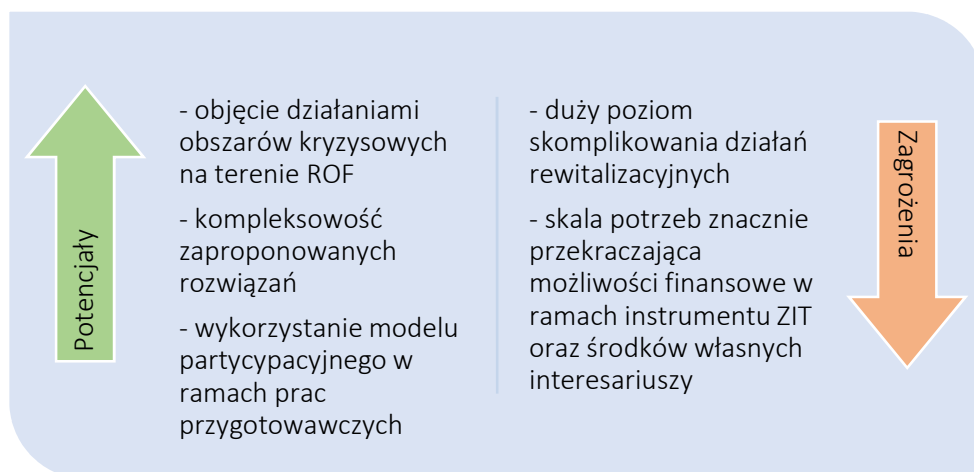 Potencjały
- objęcie działaniami
obszarów kryzysowych
na terenie ROF
- kompleksowość
zaproponowanych
rozwiązań
- wykorzystanie modelu
partycypacyjnego w
ramach prac
przygotowawczych
- duży poziom
skomplikowania działań
rewitalizacyjnych
- skala potrzeb znacznie
przekraczająca
możliwości finansowe w
ramach instrumentu ZIT
oraz środków własnych
interesariuszy
Zagrożenia